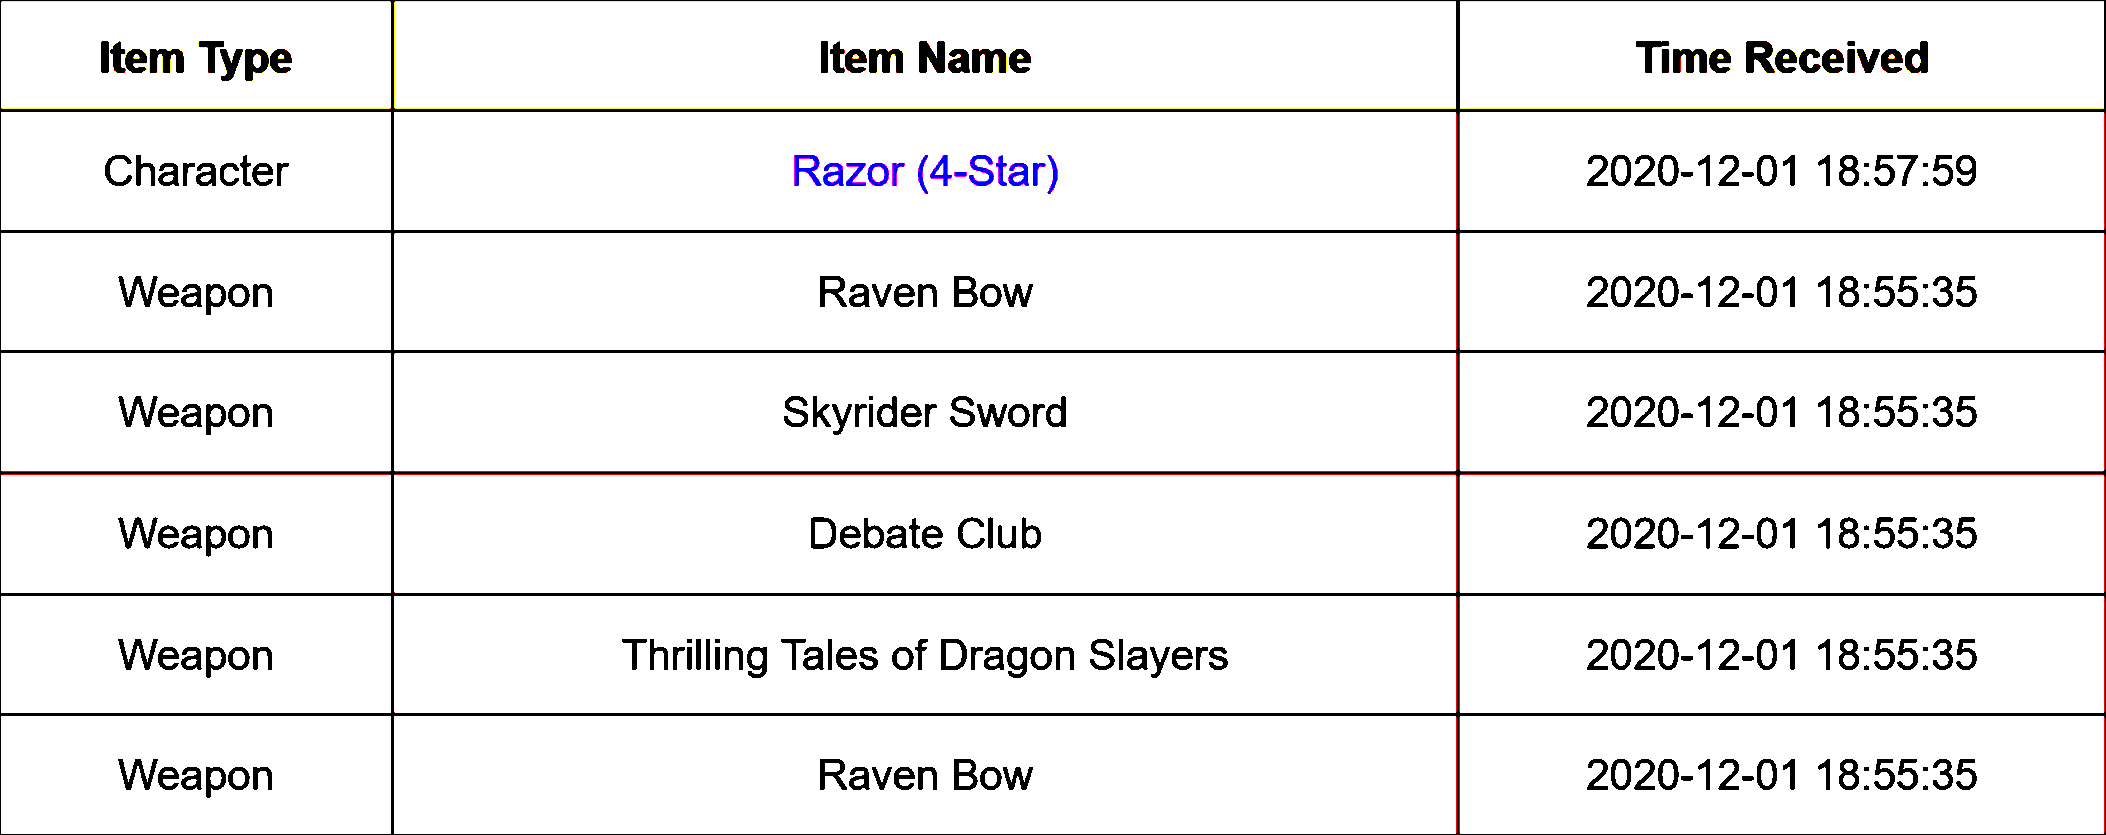 Item Type Item Name Time Received
Character Razor (4-Star) 2020-12-01 18:57:59
Weapon Raven Bow 2020-12-01 18:55:35
Weapon Skyrider Sword 2020-12-01 18:55:35
Weapon Debate Club 2020-12-01 18:55:35
Weapon Thrilling Tales of Dragon Slayers 2020-12-01 18:55:35
Weapon Raven Bow 2020-12-01 18:55:35